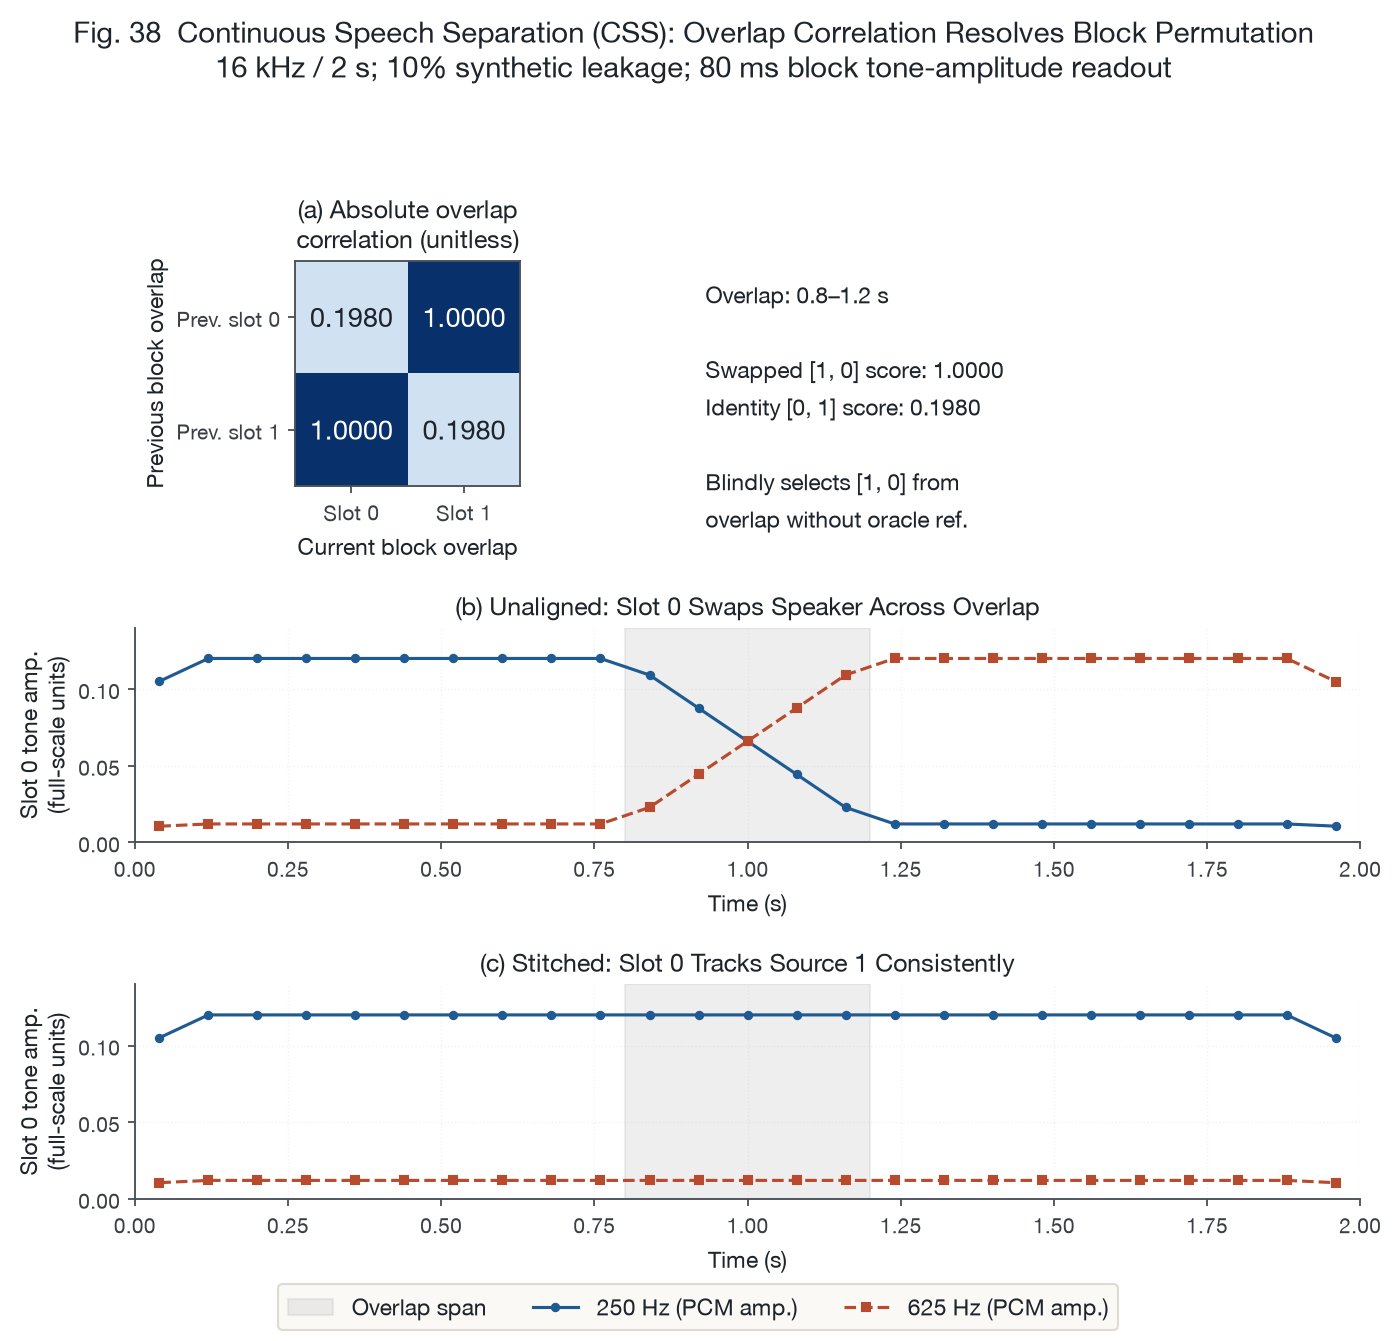 Fig. 38  Continuous Speech Separation (CSS): Overlap Correlation Resolves Block Permutation
16 kHz / 2 s; 10% synthetic leakage; 80 ms block tone-amplitude readout
(a) Absolute overlap
correlation (unitless)
Previous block overlap
Prev. slot 0
0.1980
1.0000
Prev. slot 1
1.0000
0.1980
Slot 0
Slot 1
Current block overlap
Overlap: 0.8–1.2 s
Swapped [1, 0] score: 1.0000
Identity [0, 1] score: 0.1980
Blindly selects [1, 0] from
overlap without oracle ref.
(b) Unaligned: Slot 0 Swaps Speaker Across Overlap
Slot 0 tone amp.
(full-scale units)
0.10
0.05
0.00
0.00
0.25
0.50
0.75
1.00
1.25
1.50
1.75
2.00
Time (s)
(c) Stitched: Slot 0 Tracks Source 1 Consistently
Slot 0 tone amp.
(full-scale units)
0.10
0.05
0.00
0.00
0.25
0.50
0.75
1.00
1.25
1.50
1.75
2.00
Time (s)
Overlap span
250 Hz (PCM amp.)
625 Hz (PCM amp.)